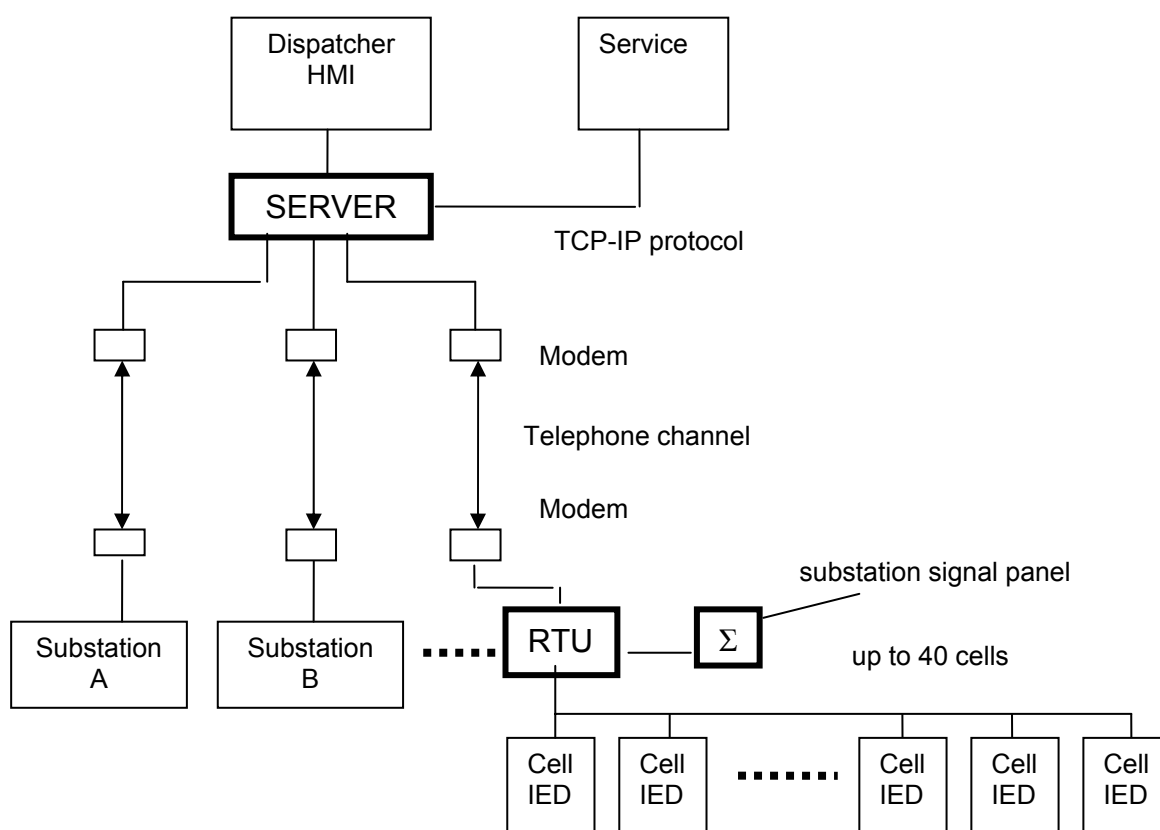 Dispatcher
HMI
Service
SERVER
TCP-IP protocol
Modem
Telephone channel
Modem
substation signal panel
Substation
A
Substation
B
RTU
Σ
up to 40 cells
Cell
IED
Cell
IED
Cell
IED
Cell
IED
Cell
IED